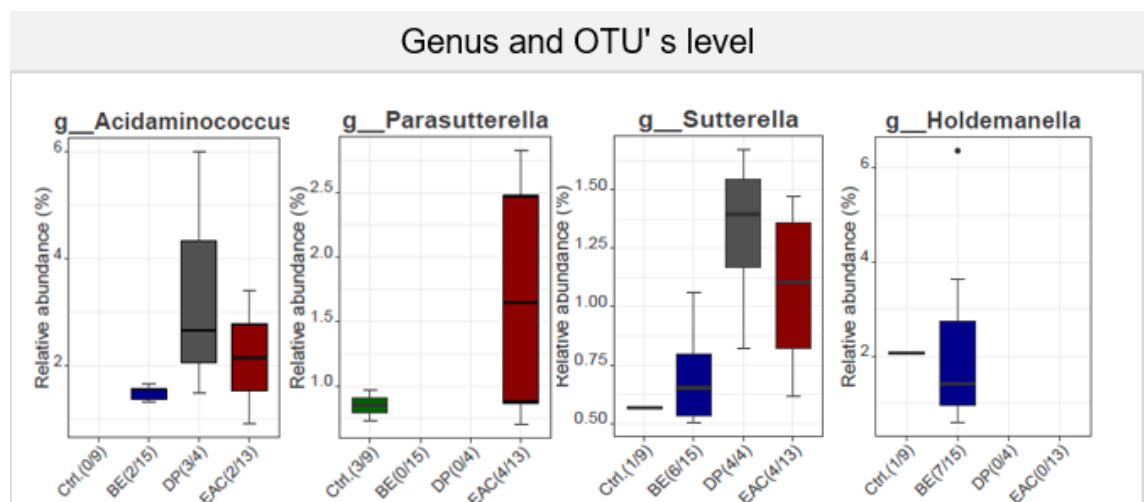 Genus and OTU' s level
g__Acidaminococcus
Relative abundance (%)
6
4
2
Ctrl.(0/9)
BE(2/15)
DP(3/4)
EAC(2/13)
g__Parasutterella
Relative abundance (%)
2.5
2.0
1.5
1.0
Ctrl.(3/9)
BE(0/15)
DP(0/4)
EAC(4/13)
g__Sutterella
Relative abundance (%)
1.50
1.25
1.00
0.75
0.50
Ctrl.(1/9)
BE(6/15)
DP(4/4)
EAC(4/13)
g__Holdemanella
Relative abundance (%)
6
4
2
Ctrl.(1/9)
BE(7/15)
DP(0/4)
EAC(0/13)